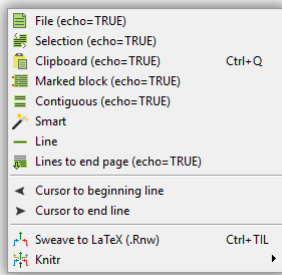 File (echo=TRUE)
Selection (echo=TRUE)
Clipboard (echo=TRUE) Ctrl+Q
Marked block (echo=TRUE)
Contiguous (echo=TRUE)
Smart
Line
Lines to end page (echo=TRUE)
Cursor to beginning line
Cursor to end line
Sweave to LaTeX (.Rnw) Ctrl+TIL
Knitr